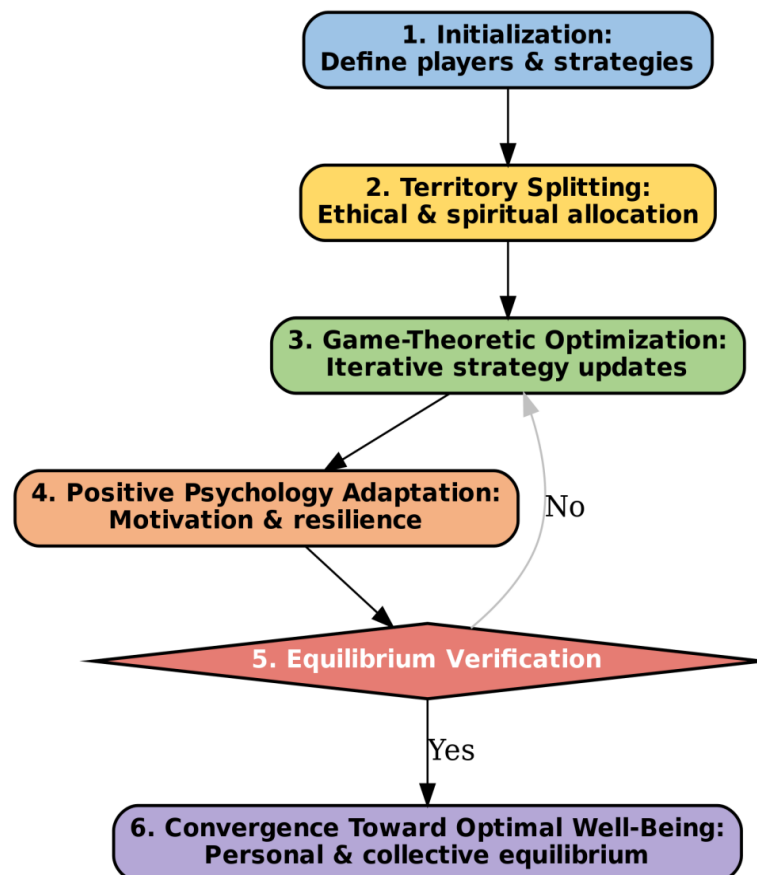 1. Initialization:
Define players & strategies
2. Territory Splitting:
Ethical & spiritual allocation
3. Game-Theoretic Optimization:
Iterative strategy updates
4. Positive Psychology Adaptation:
Motivation & resilience
No
5. Equilibrium Verification
Yes
6. Convergence Toward Optimal Well-Being:
Personal & collective equilibrium